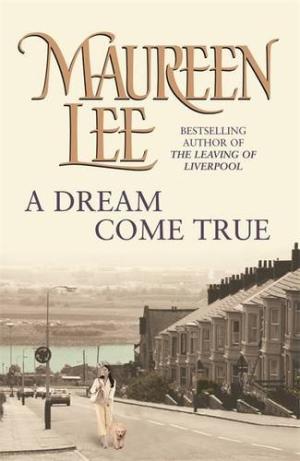 MAUREEN
LEE
BESTSELLING
AUTHOR OF
THE LEAVING OF
LIVERPOOL
A DREAM
COME TRUE